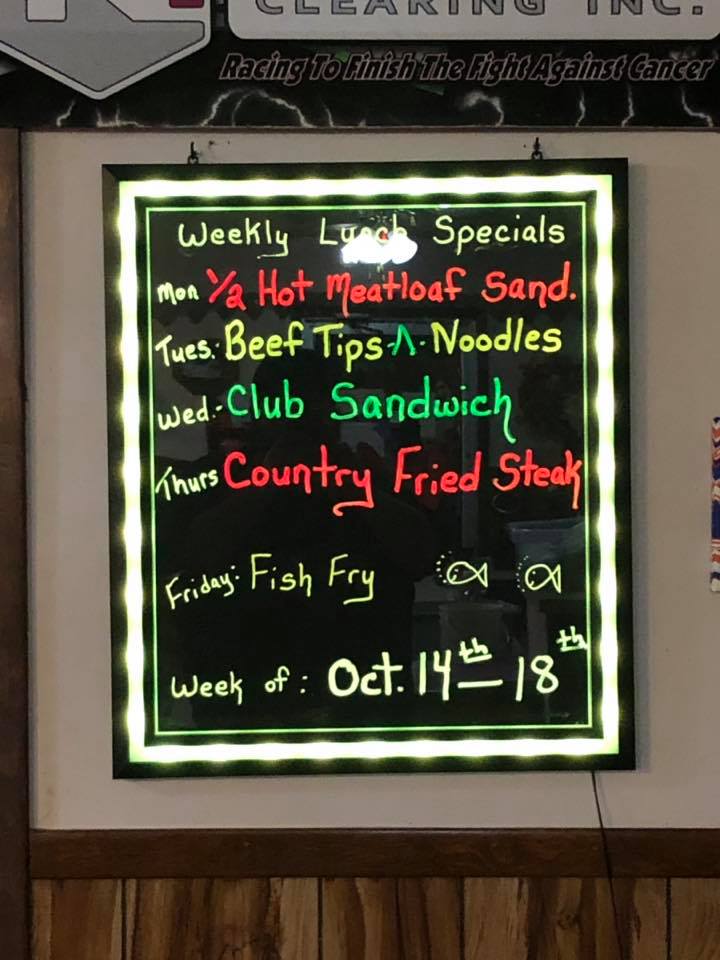 CLEARING INC.
Racing To Finish The Fight Against Cancer
Weekly Lunch Specials
Mon 1/2 Hot Meatloaf Sand.
Tues. Beef Tips -N- Noodles
Wed.- Club Sandwich
Thurs Country Fried Steak
Friday: Fish Fry
Week of: Oct. 14th – 18th